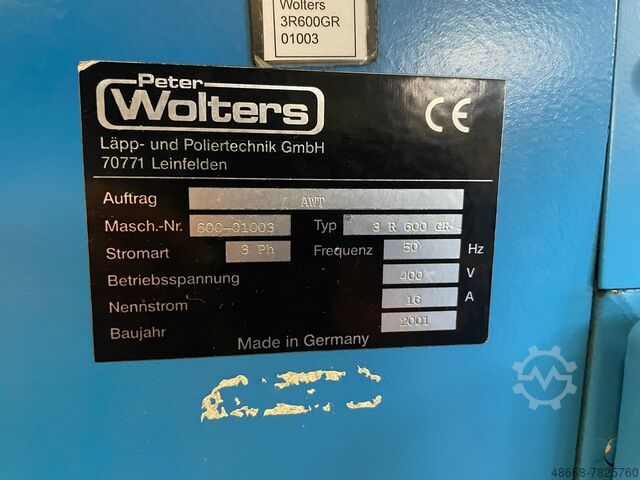 Wolters
3R600GR
01003
Peter
Wolters
CE
Läpp- und Poliertechnik GmbH
70771 Leinfelden
Auftrag AWT
Masch.-Nr. 600-01003 Typ 3 R 600 GR
Stromart 3 Ph Frequenz 50 Hz
Betriebsspannung 400 V
Nennstrom 16 A
Baujahr 2001
Made in Germany
48668-7825760